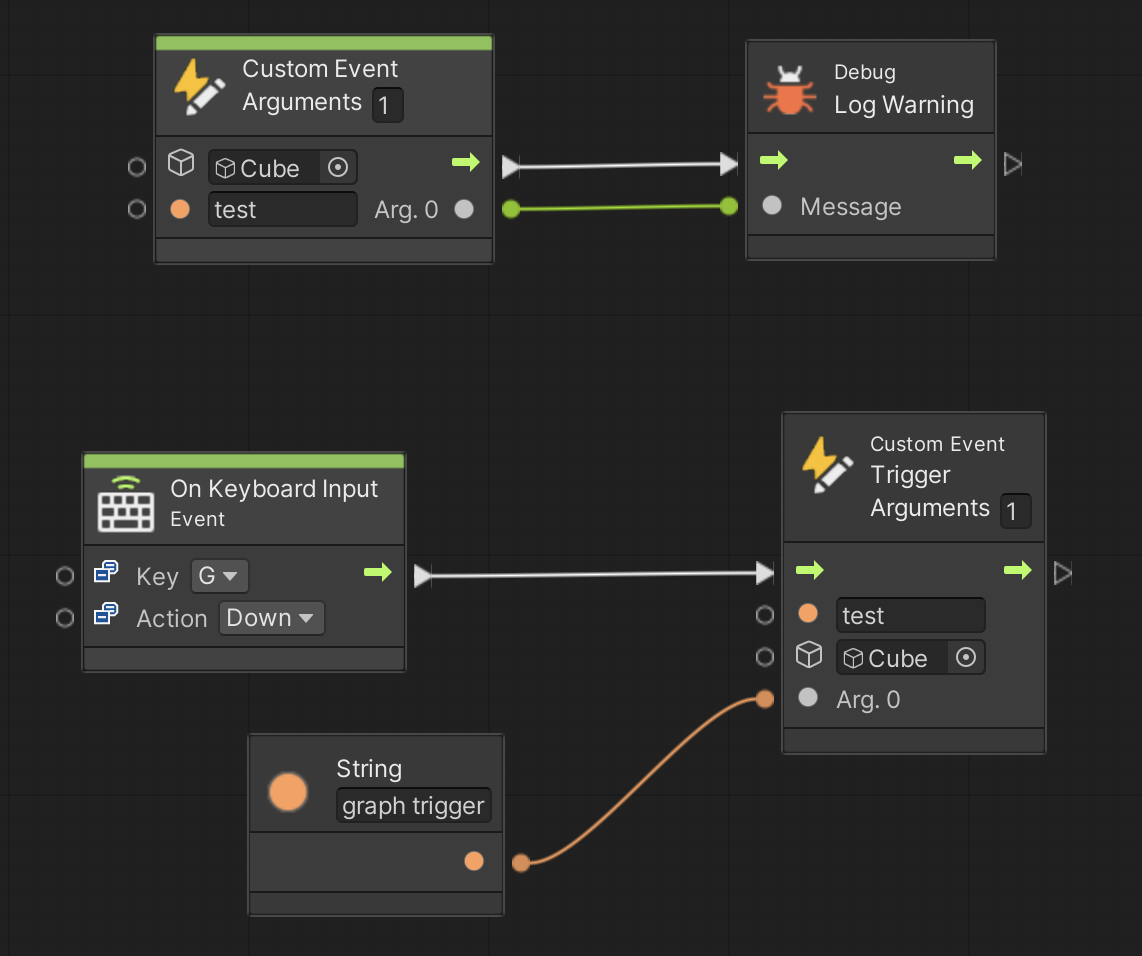 Custom Event
Arguments 1
Cube
test Arg. 0
Debug
Log Warning
Message
On Keyboard Input
Event
Key G
Action Down
Custom Event
Trigger
Arguments 1
test
Cube
Arg. 0
String
graph trigger